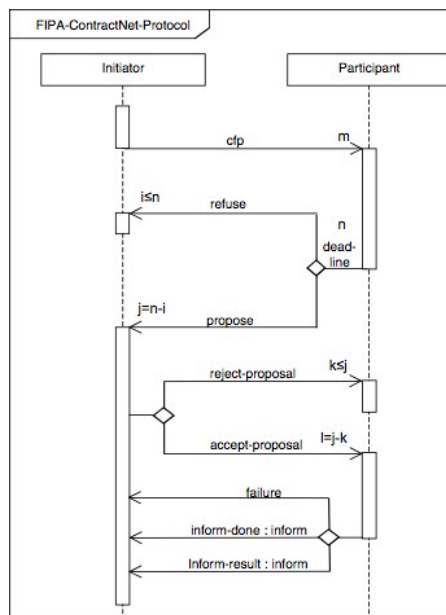 FIPA-ContractNet-Protocol
Initiator
Participant
cfp
m
i≤n
refuse
n
dead-
line
j=n-i
propose
reject-proposal
k≤j
accept-proposal
l=j-k
failure
inform-done : inform
Inform-result : inform